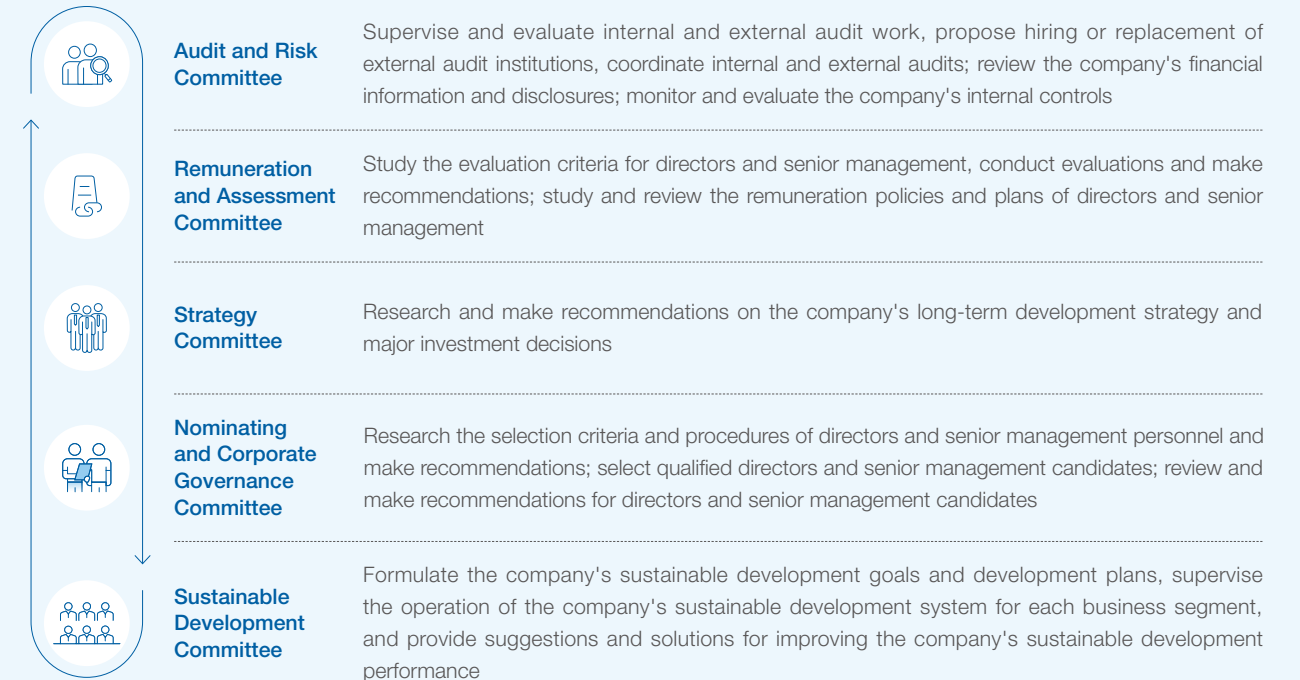 Audit and Risk
Committee
Supervise and evaluate internal and external audit work, propose hiring or replacement of
external audit institutions, coordinate internal and external audits; review the company's financial
information and disclosures; monitor and evaluate the company's internal controls
Remuneration
and Assessment
Committee
Study the evaluation criteria for directors and senior management, conduct evaluations and make
recommendations; study and review the remuneration policies and plans of directors and senior
management
Strategy
Committee
Research and make recommendations on the company's long-term development strategy and
major investment decisions
Nominating
and Corporate
Governance
Committee
Research the selection criteria and procedures of directors and senior management personnel and
make recommendations; select qualified directors and senior management candidates; review and
make recommendations for directors and senior management candidates
Sustainable
Development
Committee
Formulate the company's sustainable development goals and development plans, supervise
the operation of the company's sustainable development system for each business segment,
and provide suggestions and solutions for improving the company's sustainable development
performance